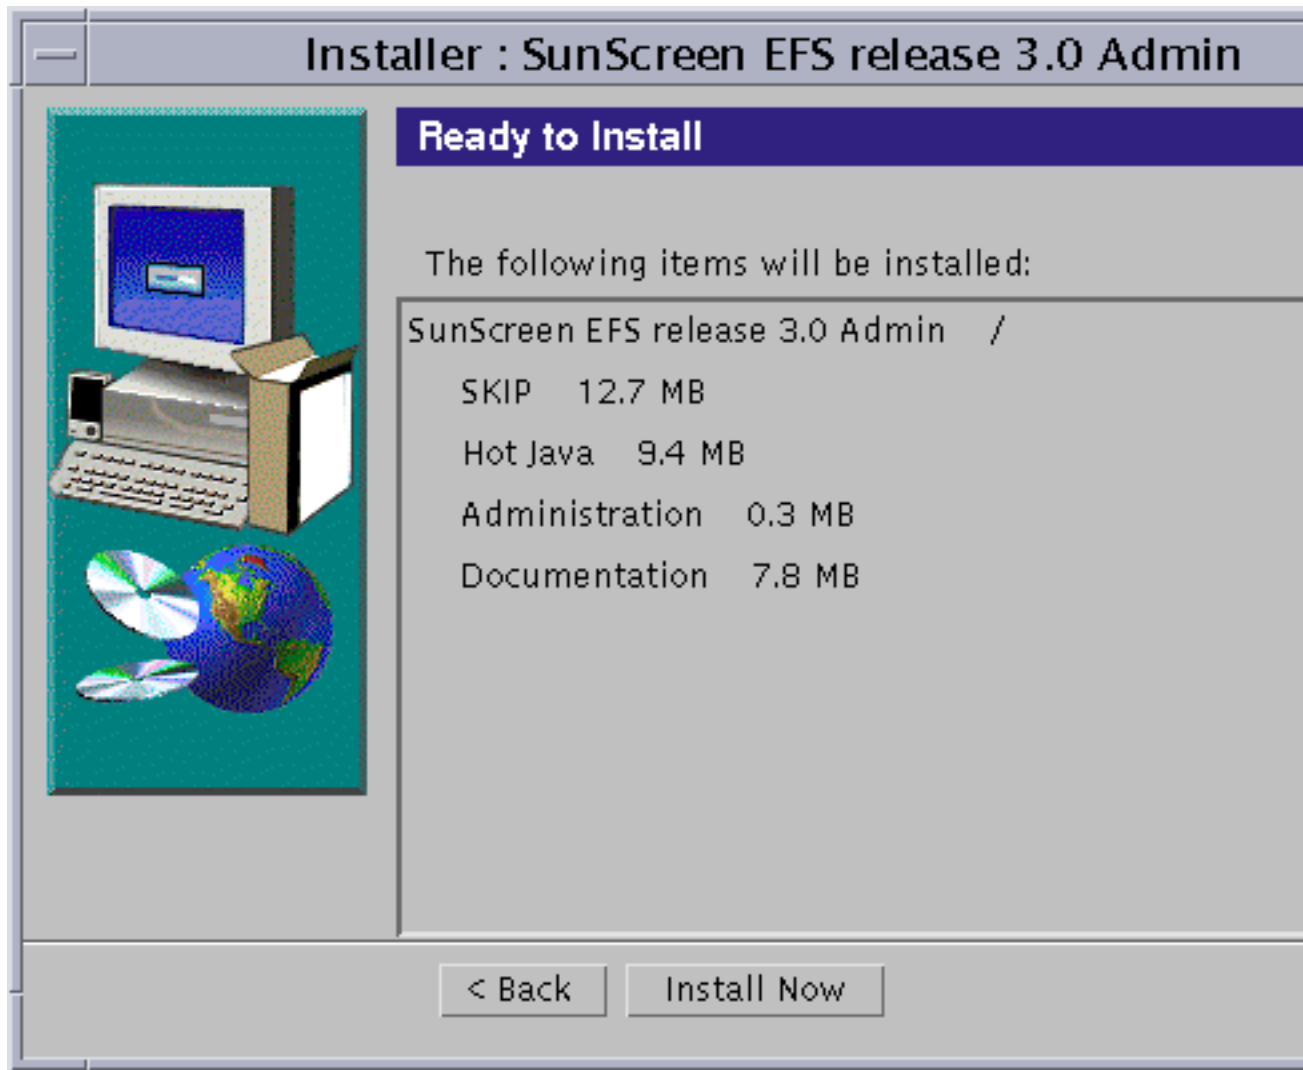 Installer : SunScreen EFS release 3.0 Admin
Ready to Install
The following items will be installed:
SunScreen EFS release 3.0 Admin /
SKIP 12.7 MB
Hot Java 9.4 MB
Administration 0.3 MB
Documentation 7.8 MB
< Back Install Now